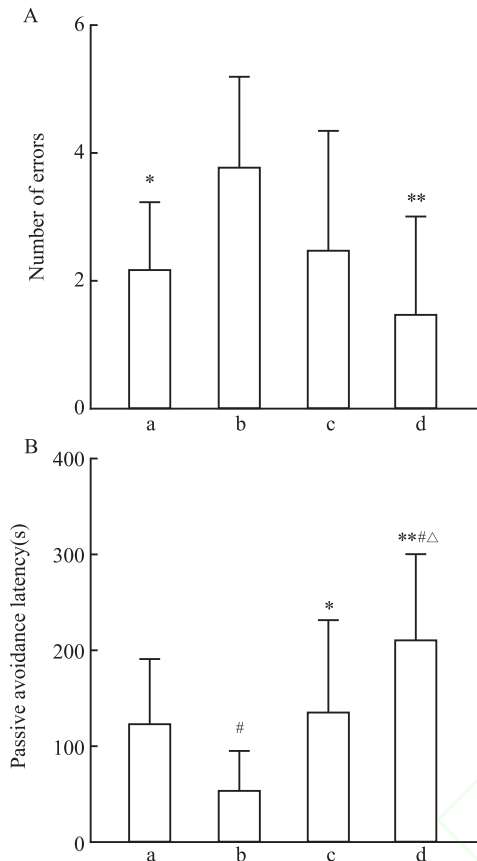 A
6
4
2
0
Number of errors
*
**
a b c d
B
400
300
200
100
0
Passive avoidance latency(s)
#
*
**#△
a b c d